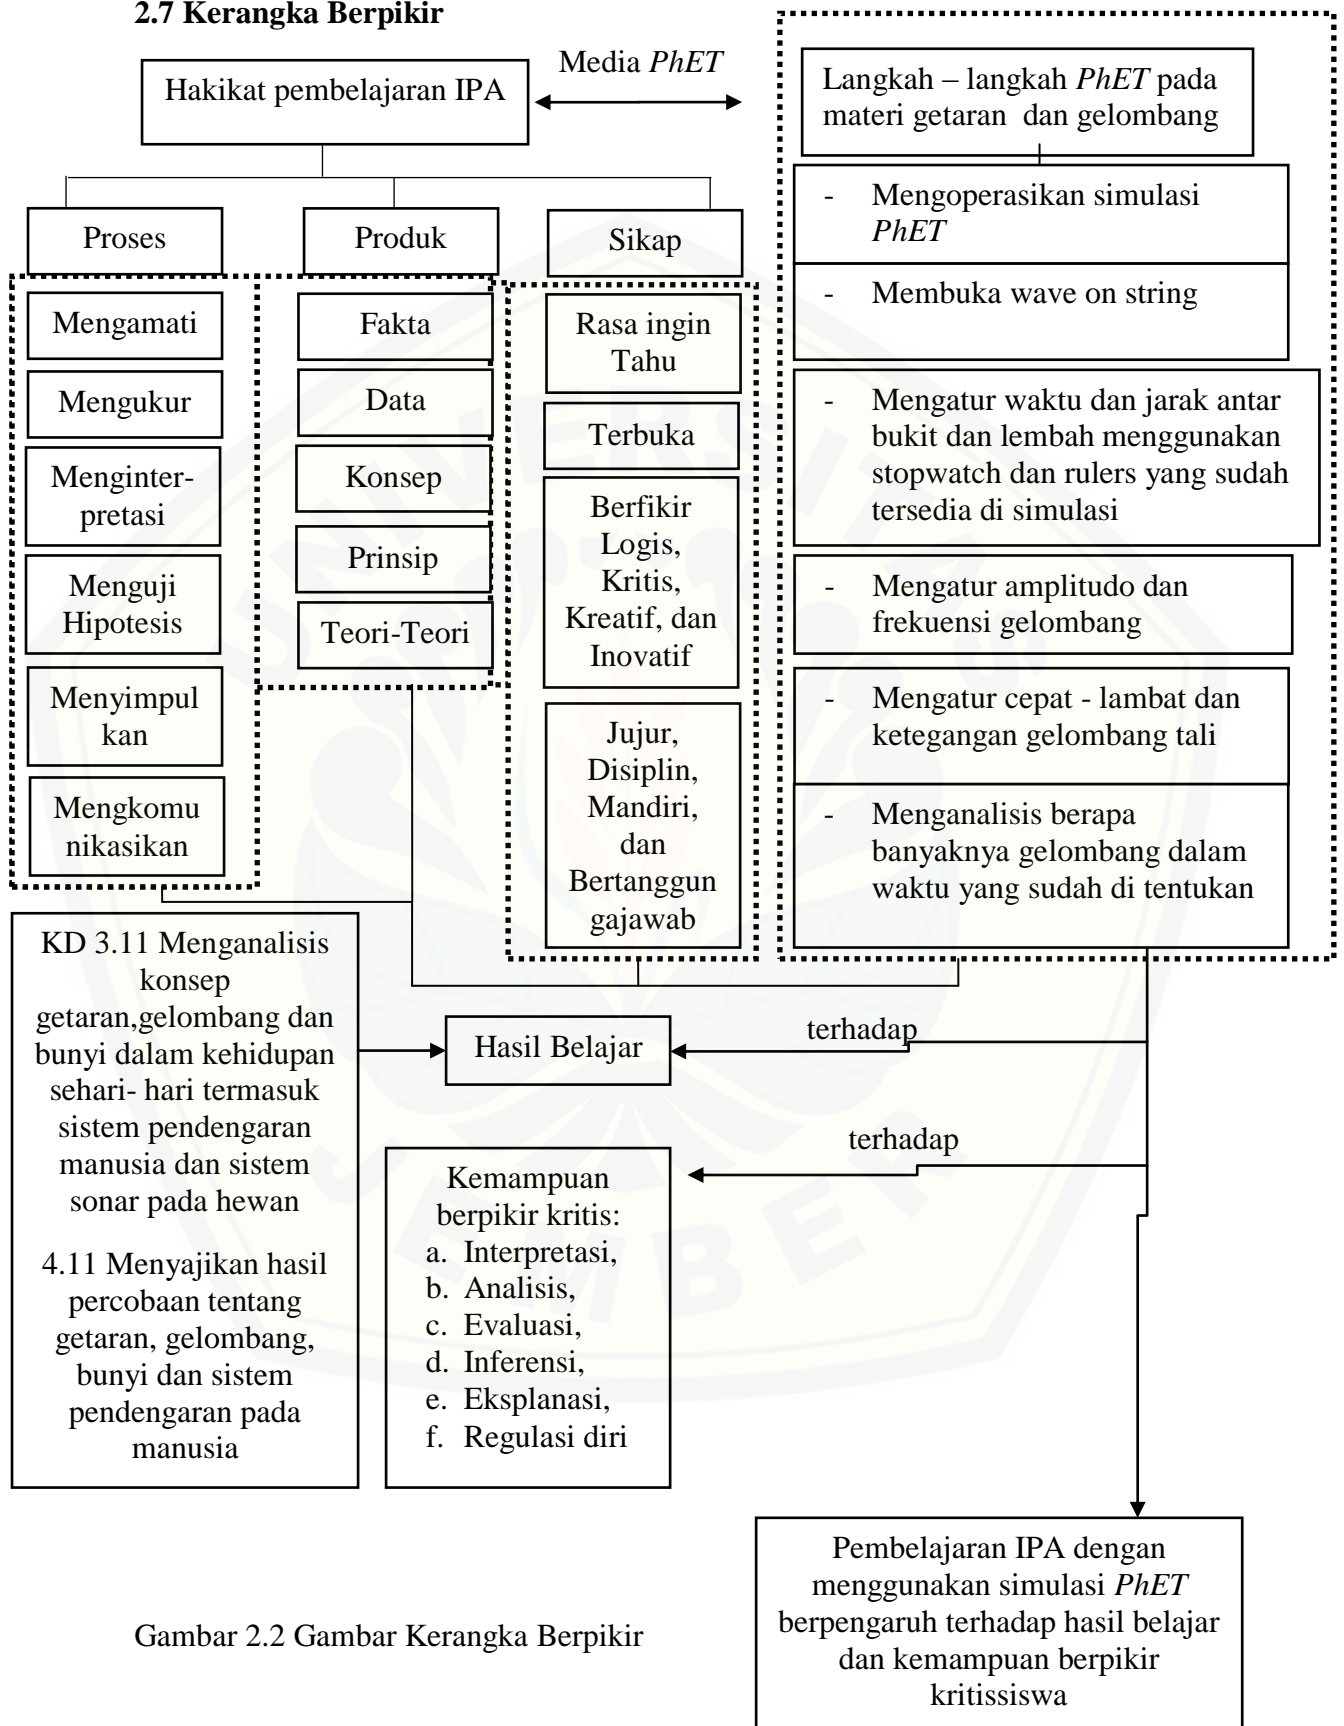 2.7 Kerangka Berpikir
Hakikat pembelajaran IPA
Media PhET
Langkah – langkah PhET pada
materi getaran dan gelombang
Proses
Mengamati
Mengukur
Menginter-
pretasi
Menguji
Hipotesis
Menyimpul
kan
Mengkomu
nikasikan
Produk
Fakta
Data
Konsep
Prinsip
Teori-Teori
Sikap
Rasa ingin
Tahu
Terbuka
Berfikir
Logis,
Kritis,
Kreatif, dan
Inovatif
Jujur,
Disiplin,
Mandiri,
dan
Bertanggun
gajawab
- Mengoperasikan simulasi
PhET
- Membuka wave on string
- Mengatur waktu dan jarak antar
bukit dan lembah menggunakan
stopwatch dan rulers yang sudah
tersedia di simulasi
- Mengatur amplitudo dan
frekuensi gelombang
- Mengatur cepat - lambat dan
ketegangan gelombang tali
- Menganalisis berapa
banyaknya gelombang dalam
waktu yang sudah di tentukan
KD 3.11 Menganalisis
konsep
getaran,gelombang dan
bunyi dalam kehidupan
sehari- hari termasuk
sistem pendengaran
manusia dan sistem
sonar pada hewan
4.11 Menyajikan hasil
percobaan tentang
getaran, gelombang,
bunyi dan sistem
pendengaran pada
manusia
Hasil Belajar
terhadap
terhadap
Kemampuan
berpikir kritis:
a. Interpretasi,
b. Analisis,
c. Evaluasi,
d. Inferensi,
e. Eksplanasi,
f. Regulasi diri
Pembelajaran IPA dengan
menggunakan simulasi PhET
berpengaruh terhadap hasil belajar
dan kemampuan berpikir
kritissiswa
Gambar 2.2 Gambar Kerangka Berpikir
UNIVERSITAS
JEMBER